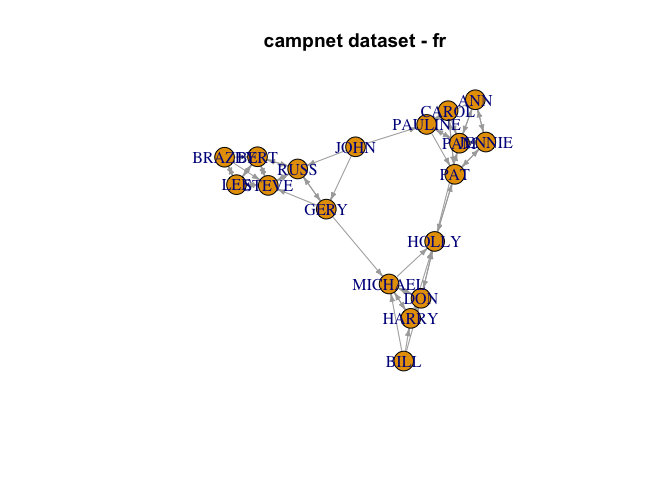 campnet dataset - fr
ANN
CAROL
PAULINE
PAM
JENNIE
JOHN
BRAZEY
BERT
RUSS
PAT
LEE
STEVE
GERY
HOLLY
MICHAEL
DON
HARRY
BILL